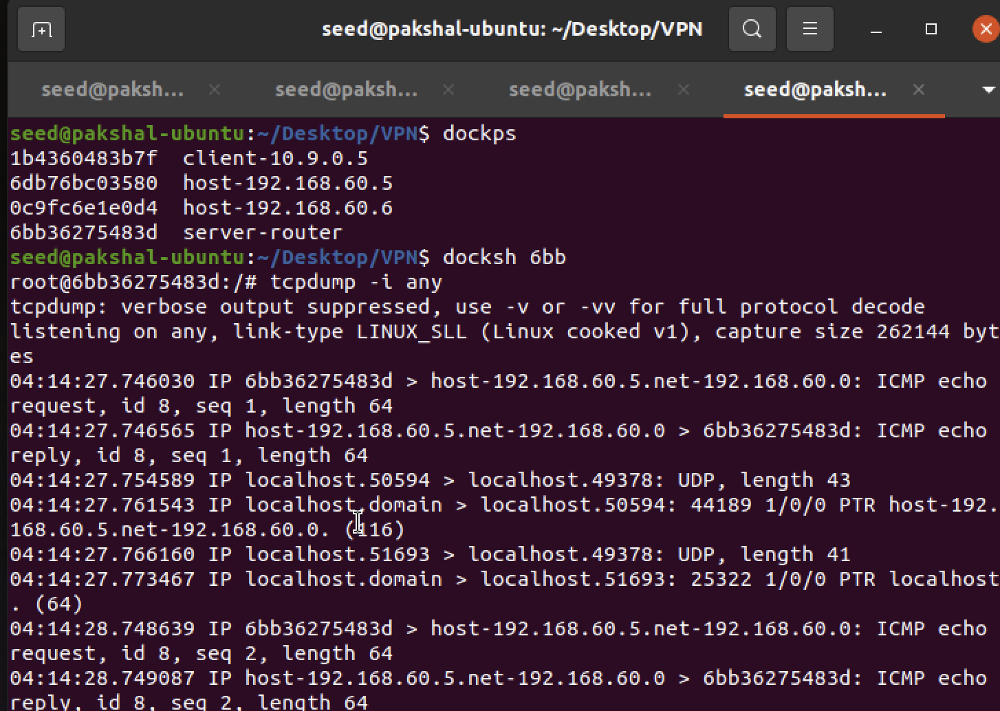 seed@pakshal-ubuntu: ~/Desktop/VPN
seed@paksh... seed@paksh... seed@paksh... seed@paksh...
seed@pakshal-ubuntu:~/Desktop/VPN$ dockps
1b4360483b7f  client-10.9.0.5
6db76bc03580  host-192.168.60.5
0c9fc6e1e0d4  host-192.168.60.6
6bb36275483d  server-router
seed@pakshal-ubuntu:~/Desktop/VPN$ docksh 6bb
root@6bb36275483d:/# tcpdump -i any
tcpdump: verbose output suppressed, use -v or -vv for full protocol decode
listening on any, link-type LINUX_SLL (Linux cooked v1), capture size 262144 byt
es
04:14:27.746030 IP 6bb36275483d > host-192.168.60.5.net-192.168.60.0: ICMP echo
request, id 8, seq 1, length 64
04:14:27.746565 IP host-192.168.60.5.net-192.168.60.0 > 6bb36275483d: ICMP echo
reply, id 8, seq 1, length 64
04:14:27.754589 IP localhost.50594 > localhost.49378: UDP, length 43
04:14:27.761543 IP localhost.domain > localhost.50594: 44189 1/0/0 PTR host-192.
168.60.5.net-192.168.60.0. (116)
04:14:27.766160 IP localhost.51693 > localhost.49378: UDP, length 41
04:14:27.773467 IP localhost.domain > localhost.51693: 25322 1/0/0 PTR localhost
. (64)
04:14:28.748639 IP 6bb36275483d > host-192.168.60.5.net-192.168.60.0: ICMP echo
request, id 8, seq 2, length 64
04:14:28.749087 IP host-192.168.60.5.net-192.168.60.0 > 6bb36275483d: ICMP echo
reply, id 8, seq 2, length 64